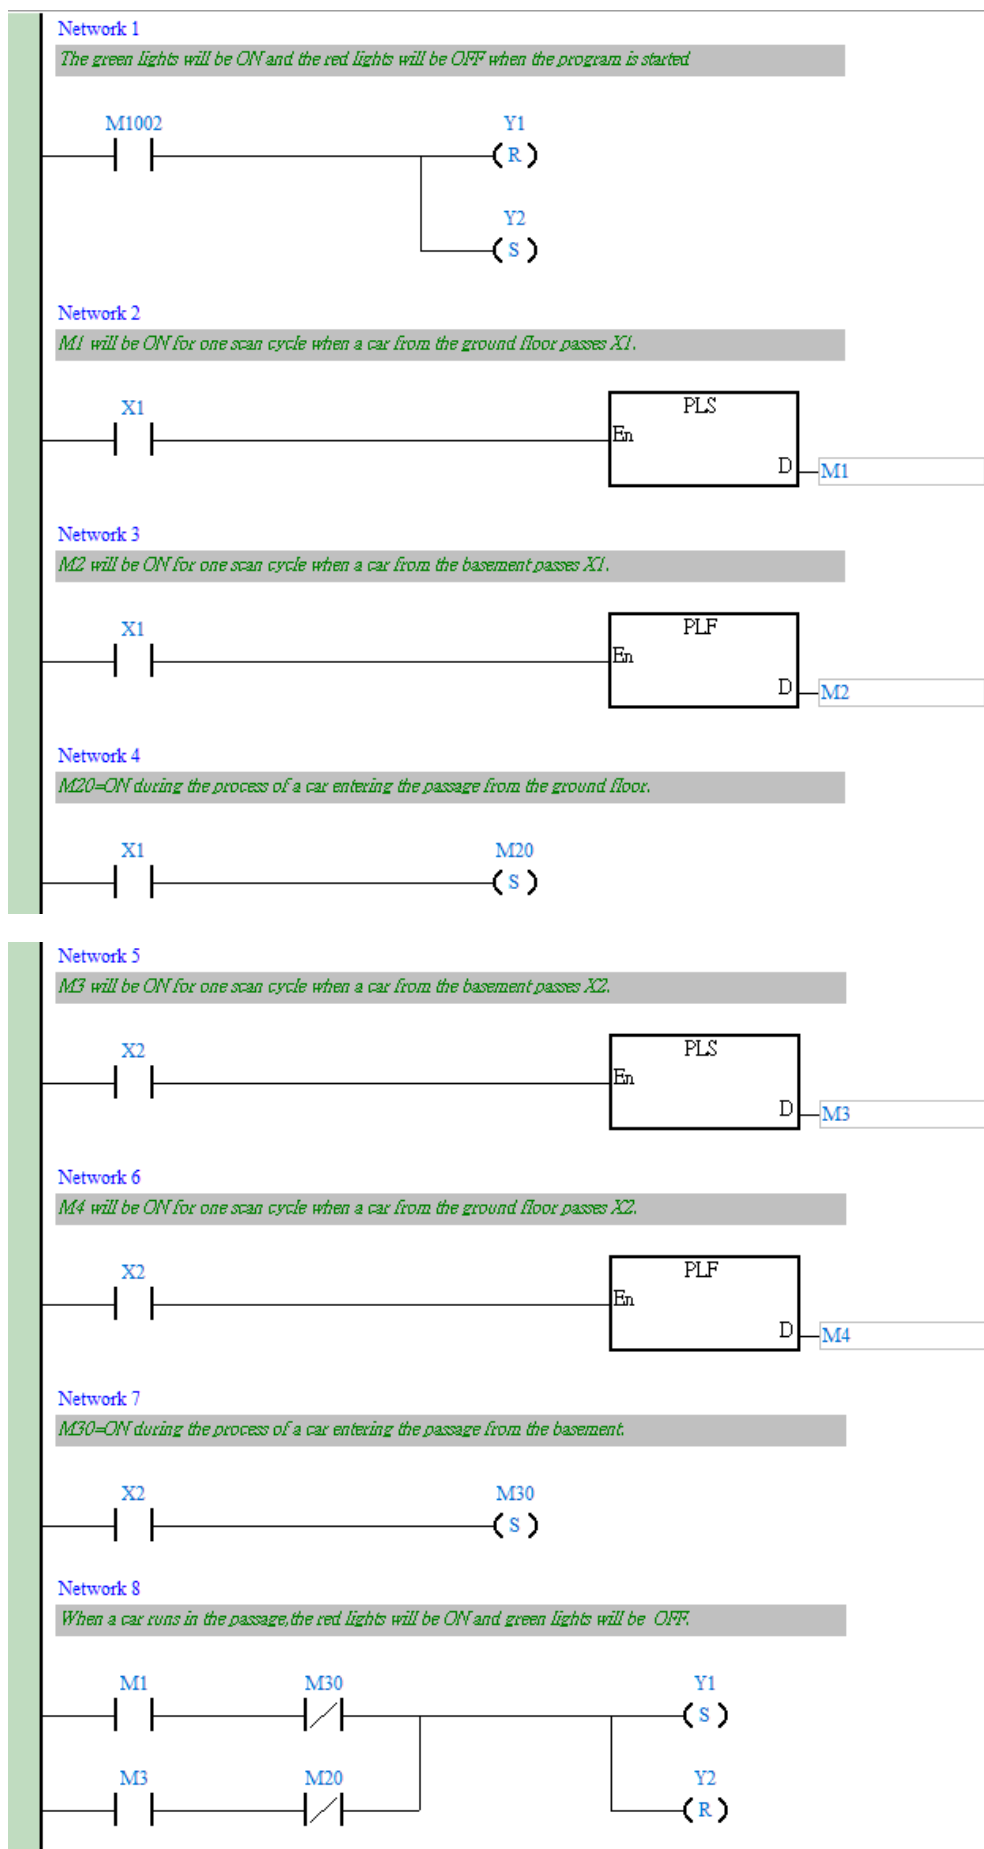 Network 1
The green lights will be ON and the red lights will be OFF when the program is started
M1002 Y1
R
Y2
S
Network 2
M1 will be ON for one scan cycle when a car from the ground floor passes X1.
X1 PLS
En
D M1
Network 3
M2 will be ON for one scan cycle when a car from the basement passes X1.
X1 PLF
En
D M2
Network 4
M20=ON during the process of a car entering the passage from the ground floor.
X1 M20
S
Network 5
M3 will be ON for one scan cycle when a car from the basement passes X2.
X2 PLS
En
D M3
Network 6
M4 will be ON for one scan cycle when a car from the ground floor passes X2.
X2 PLF
En
D M4
Network 7
M30=ON during the process of a car entering the passage from the basement.
X2 M30
S
Network 8
When a car runs in the passage,the red lights will be ON and green lights will be OFF.
M1 M30 Y1
S
M3 M20 Y2
R